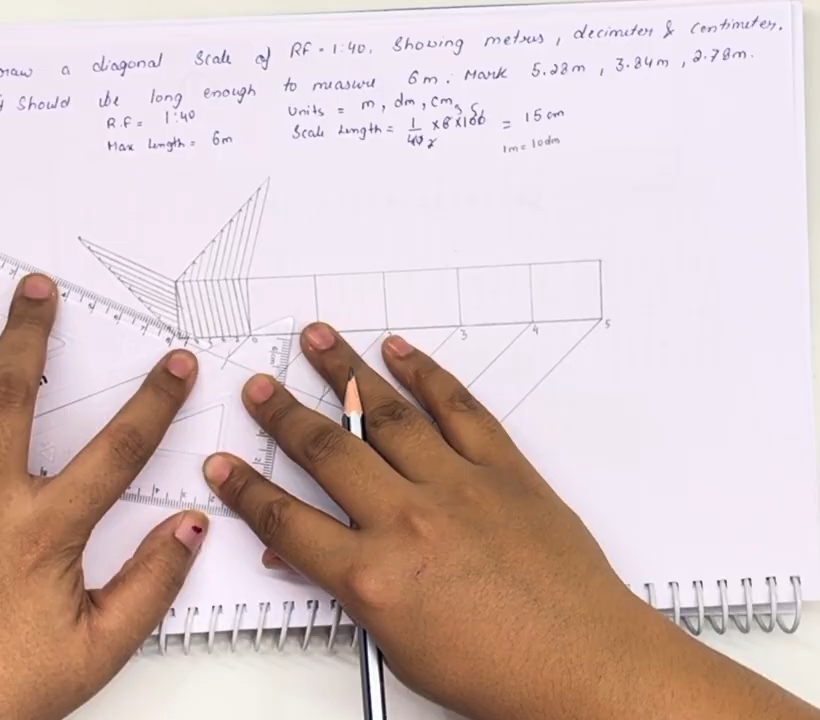 raw a diagonal Scale of RF = 1:40, Showing metres, decimeter & Centimeter.
Should be long enough to measure 6m. Mark 5.28m, 3.84m, 2.78m.
R.F = 1:40 Units = m, dm, cm
Max Length = 6m Scale Length = 1/40 x 6 x 100 = 15 cm
1m = 10dm
0 2 3 4 5